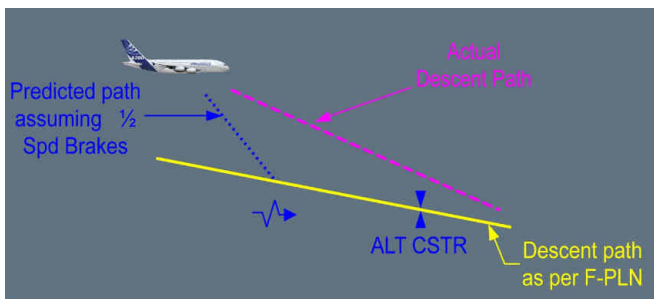 Actual
Descent Path
Predicted path
assuming ½
Spd Brakes
ALT CSTR
Descent path
as per F-PLN